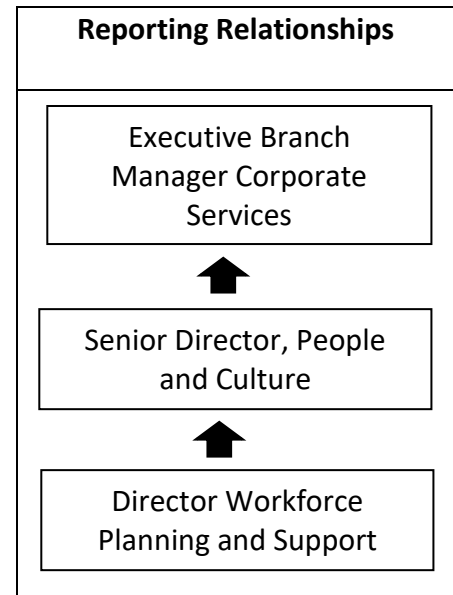 Reporting Relationships
Executive Branch
Manager Corporate
Services
Senior Director, People
and Culture
Director Workforce
Planning and Support